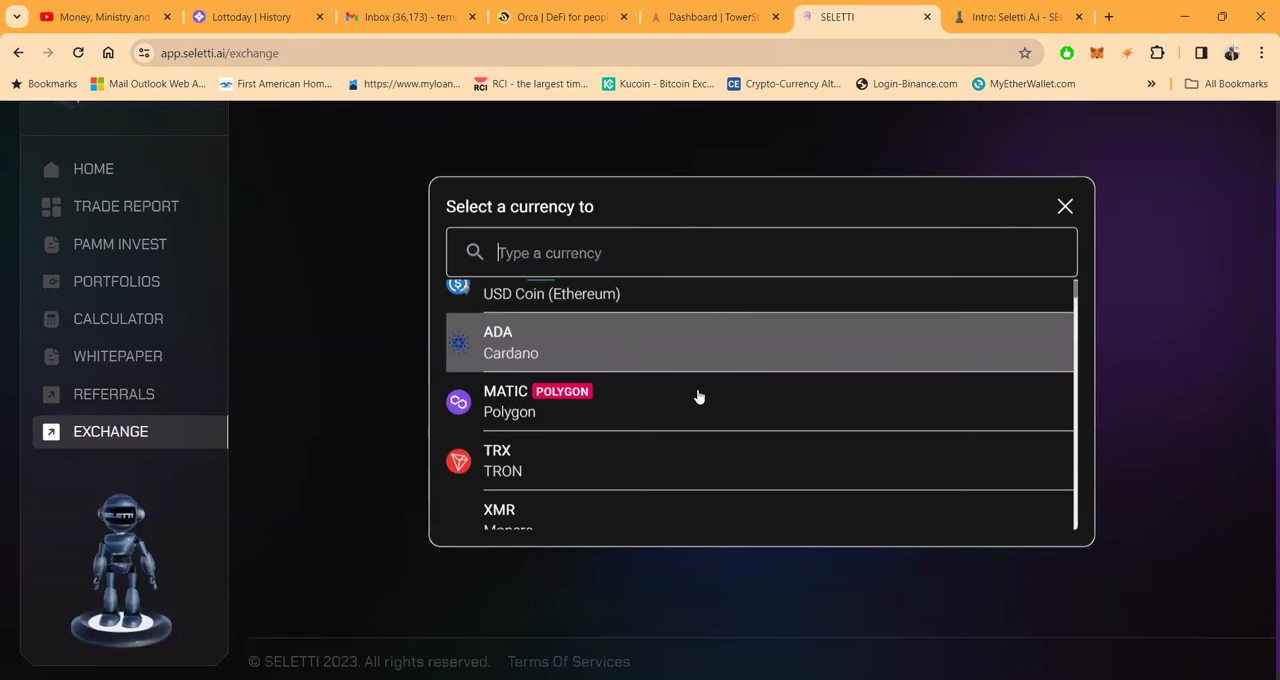 Money, Ministry and
Lottoday | History
Inbox (36,173) - terre
Orca | DeFi for peopl
Dashboard | TowerSt
SELETTI
Intro: Seletti A.i - SEL
app.seletti.ai/exchange
Bookmarks
Mail Outlook Web A...
First American Hom...
https://www.myloan...
RCI - the largest tim...
Kucoin - Bitcoin Exc...
Crypto-Currency Alt...
Login-Binance.com
MyEtherWallet.com
All Bookmarks
HOME
TRADE REPORT
PAMM INVEST
PORTFOLIOS
CALCULATOR
WHITEPAPER
REFERRALS
EXCHANGE
SELETTI
Select a currency to
Type a currency
USD Coin (Ethereum)
ADA
Cardano
MATIC POLYGON
Polygon
TRX
TRON
XMR
Monero
© SELETTI 2023. All rights reserved. Terms Of Services